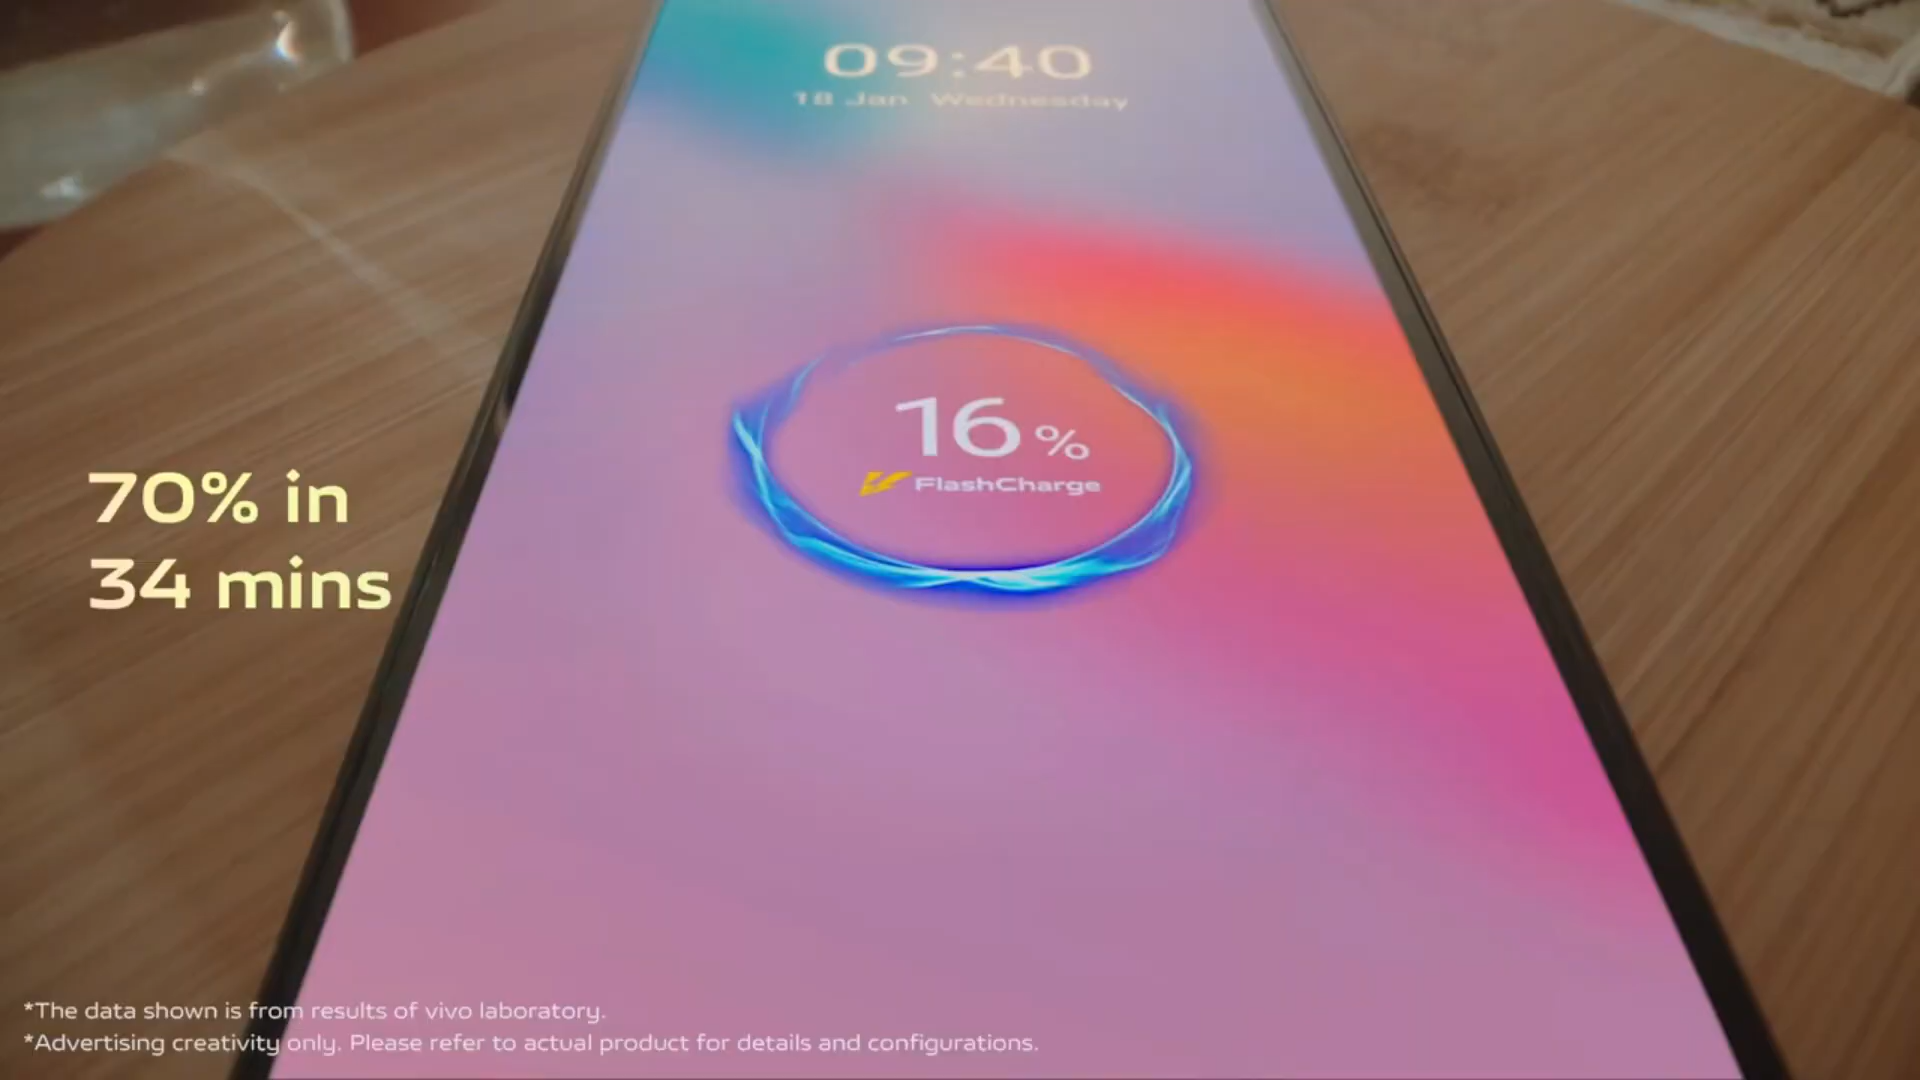 09:40
18 Jan Wednesday
16%
FlashCharge
70% in
34 mins
*The data shown is from results of vivo laboratory.
*Advertising creativity only. Please refer to actual product for details and configurations.